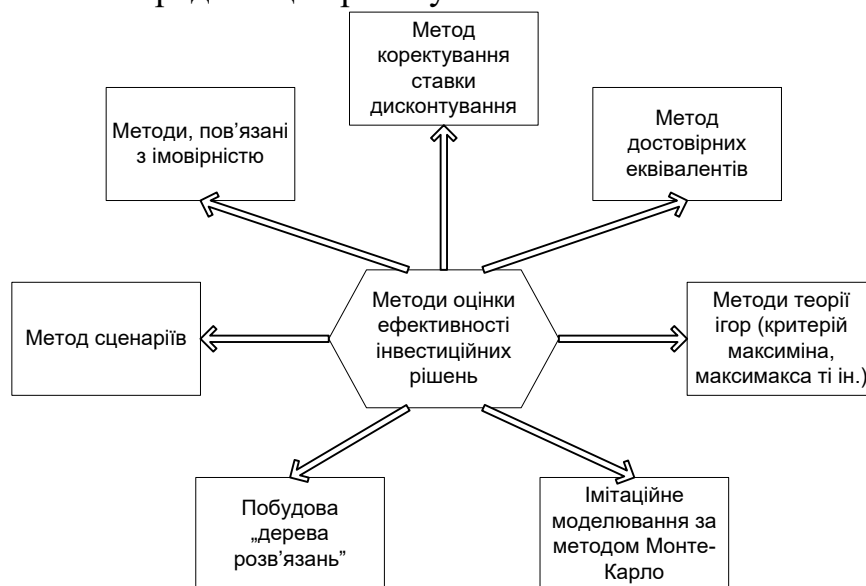 Метод
коректування
ставки
дисконтування
Методи, пов’язані
з імовірністю
Метод
достовірних
еквівалентів
Метод сценаріїв
Методи оцінки
ефективності
інвестиційних
рішень
Методи теорії
ігор (критерій
максиміна,
максимакса ті ін.)
Побудова
„дерева
розв’язань”
Імітаційне
моделювання за
методом Монте-
Карло